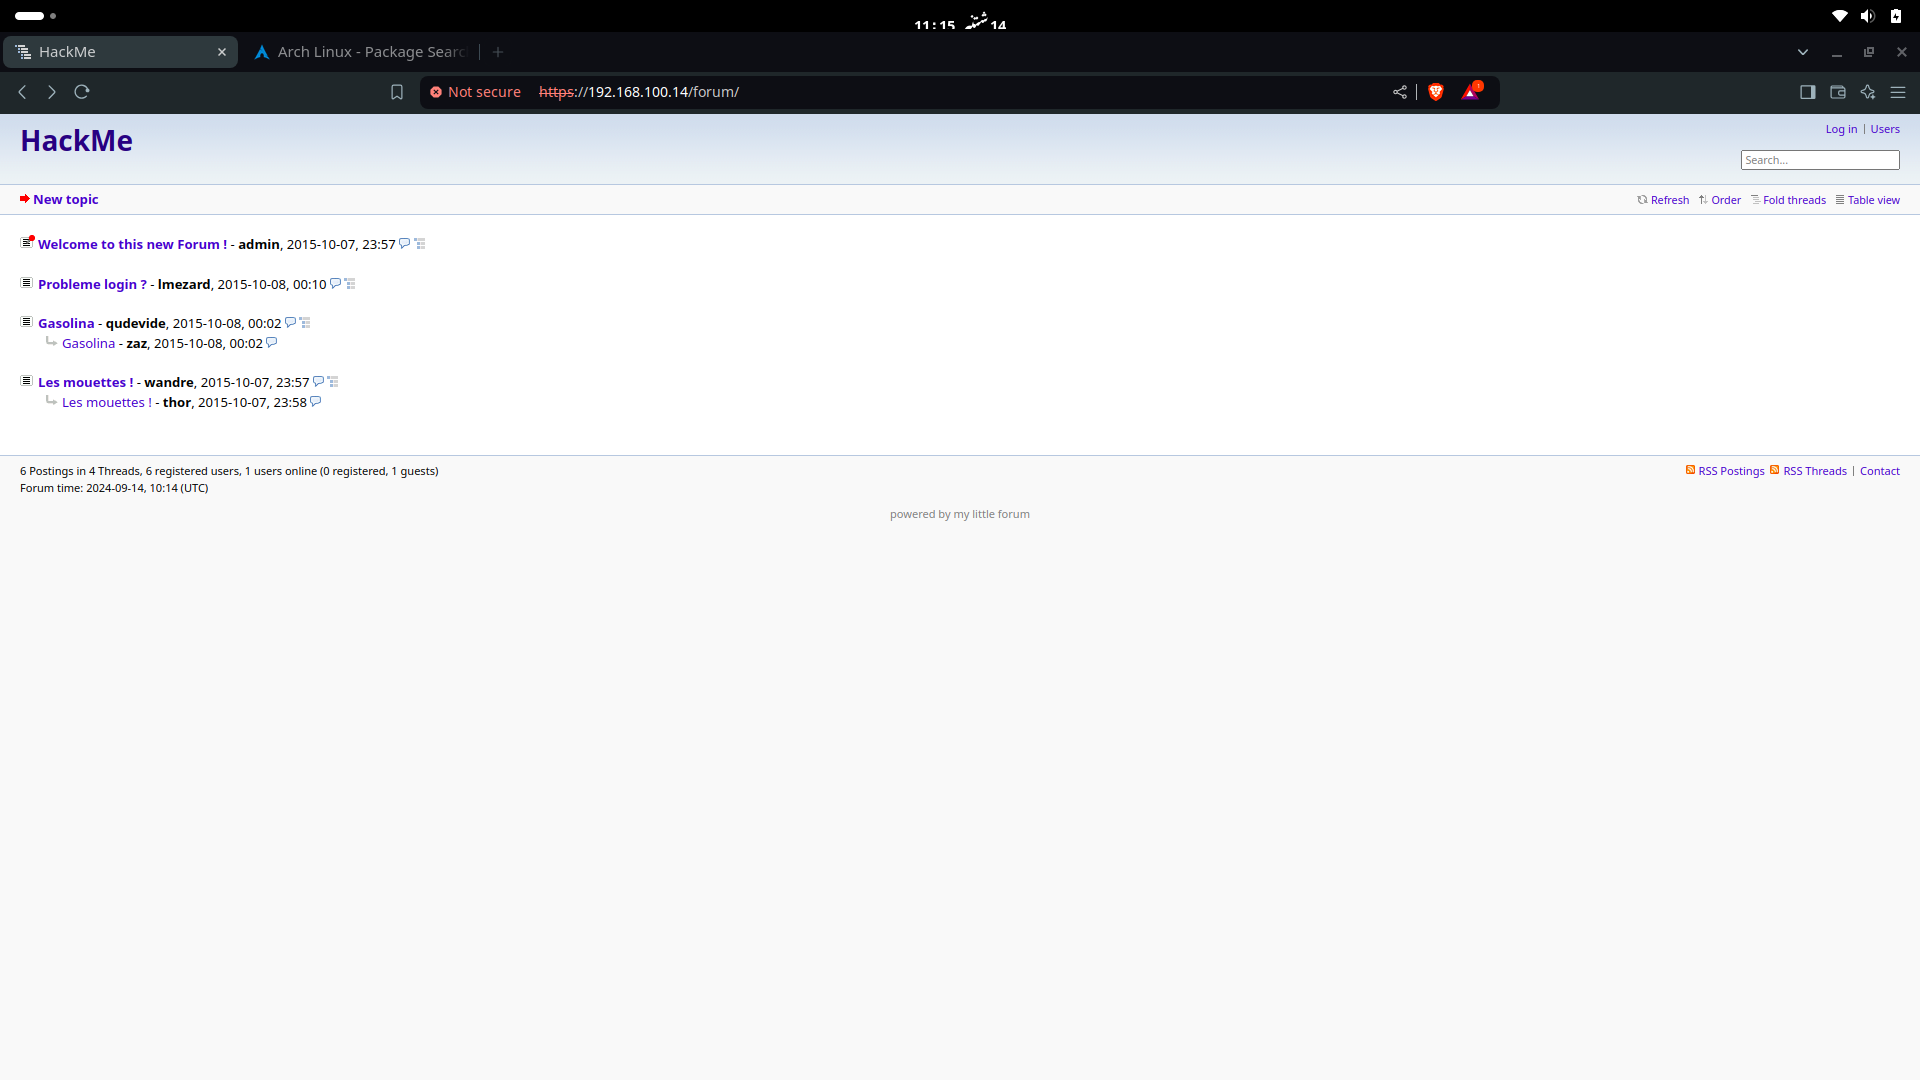 11:15 14
HackMe
Arch Linux - Package Searc
Not secure https://192.168.100.14/forum/
HackMe
Log in | Users
Search...
New topic
Refresh Order Fold threads Table view
Welcome to this new Forum ! - admin, 2015-10-07, 23:57
Probleme login ? - lmezard, 2015-10-08, 00:10
Gasolina - qudevide, 2015-10-08, 00:02
Gasolina - zaz, 2015-10-08, 00:02
Les mouettes ! - wandre, 2015-10-07, 23:57
Les mouettes ! - thor, 2015-10-07, 23:58
6 Postings in 4 Threads, 6 registered users, 1 users online (0 registered, 1 guests)
Forum time: 2024-09-14, 10:14 (UTC)
RSS Postings RSS Threads | Contact
powered by my little forum